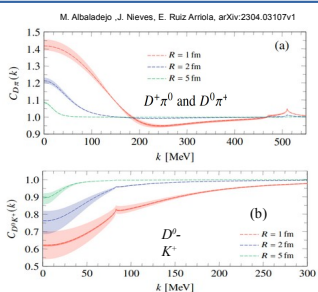 M. Albaladejo ,J. Nieves, E. Ruiz Arriola, arXiv:2304.03107v1
1.5
1.4
1.3
1.2
1.1
1.0
0.9
C_{Dπ}(k)
(a)
R = 1 fm
R = 2 fm
R = 5 fm
D⁺π⁰ and D⁰π⁺
0 100 200 300 400 500
k [MeV]
1.0
0.9
0.8
0.7
0.6
0.5
C_{D⁰K⁺}(k)
(b)
D⁰-
K⁺
R = 1 fm
R = 2 fm
R = 5 fm
0 50 100 150 200 250 300
k [MeV]